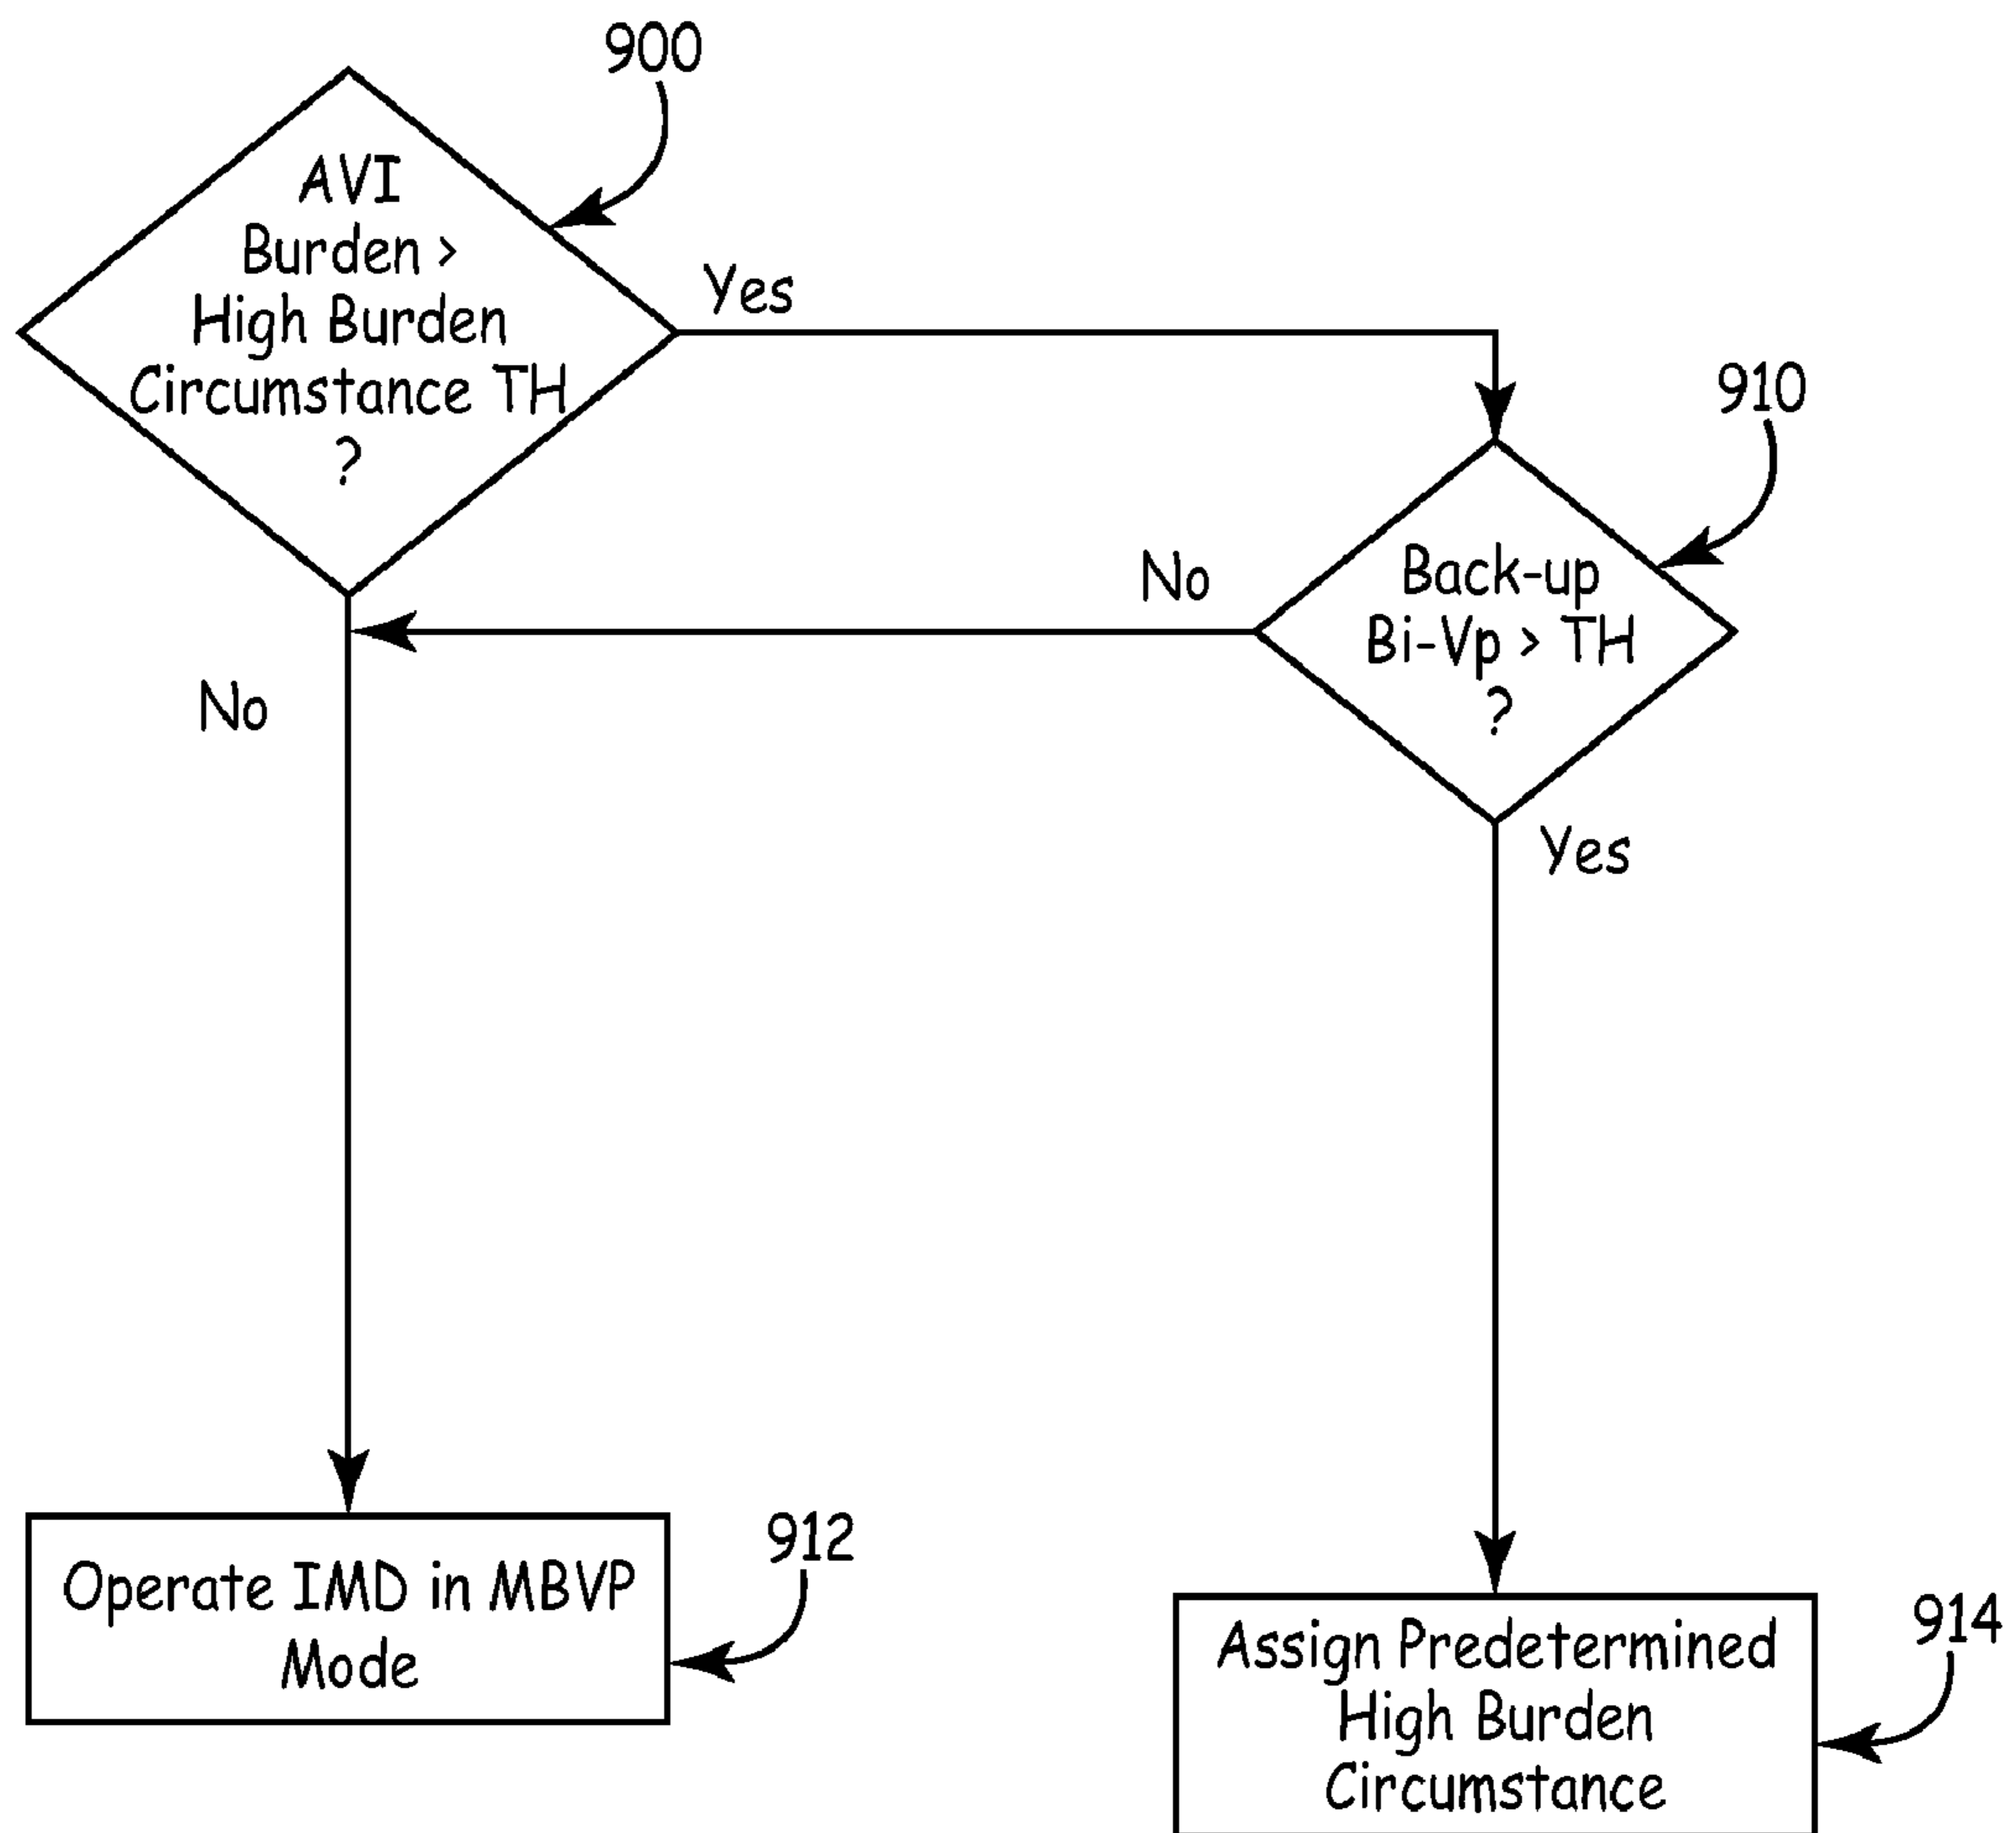 900
AVI
Burden >
High Burden
Circumstance TH
?
Yes
910
Back-up
Bi-Vp > TH
?
No
No
Yes
912
Operate IMD in MBVP
Mode
914
Assign Predetermined
High Burden
Circumstance